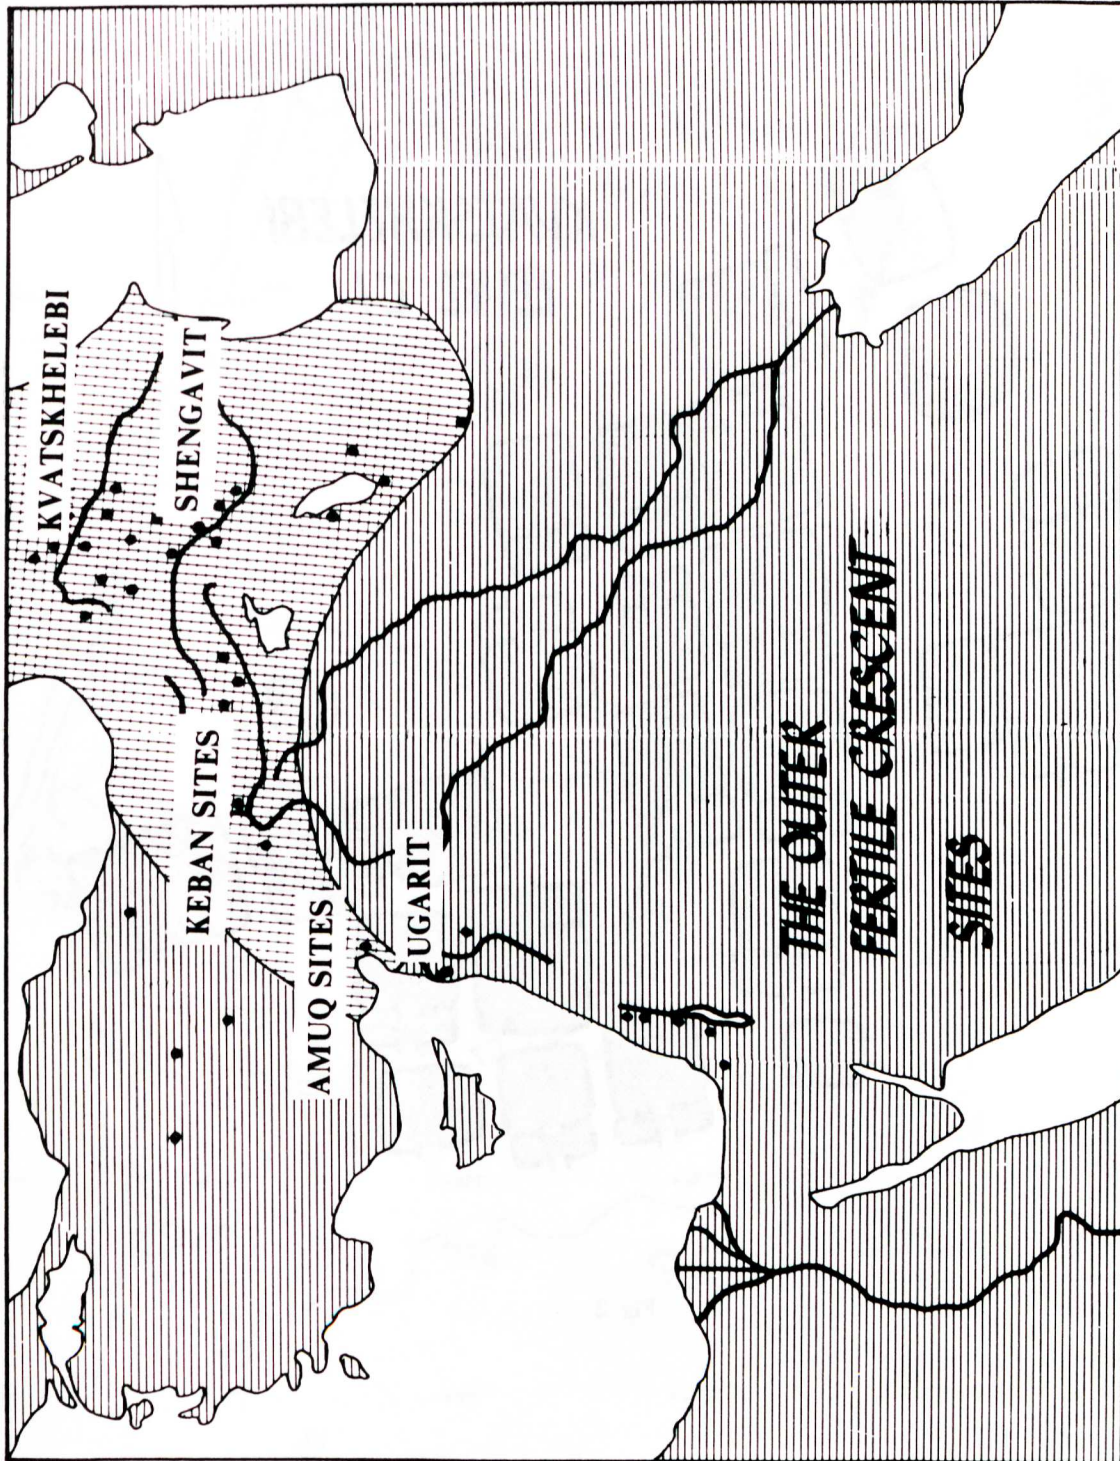 KVATSKHELEBI
SHENGAVIT
KEBAN SITES
AMUQ SITES
UGARIT
THE OUTER
FERTILE CRESCENT
SITES